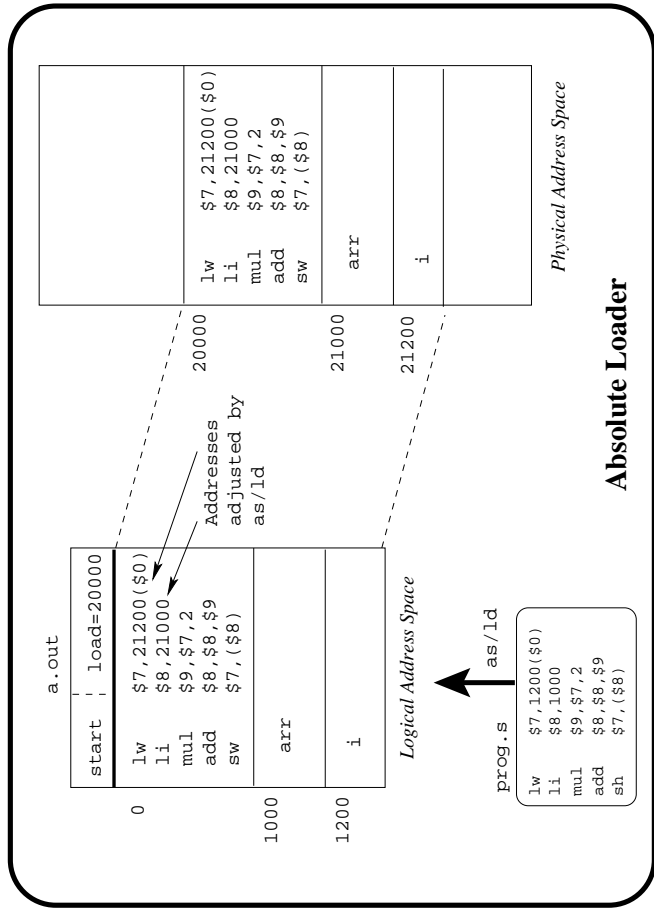 a.out
start load=20000
0
lw $7,21200($0)
li $8,21000
mul $9,$7,2
add $8,$8,$9
sw $7,($8)
1000
arr
1200
i
Logical Address Space
Addresses
adjusted by
as/ld
as/ld
prog.s
lw $7,1200($0)
li $8,1000
mul $9,$7,2
add $8,$8,$9
sh $7,($8)
20000
lw $7,21200($0)
li $8,21000
mul $9,$7,2
add $8,$8,$9
sw $7,($8)
21000
arr
21200
i
Physical Address Space
Absolute Loader